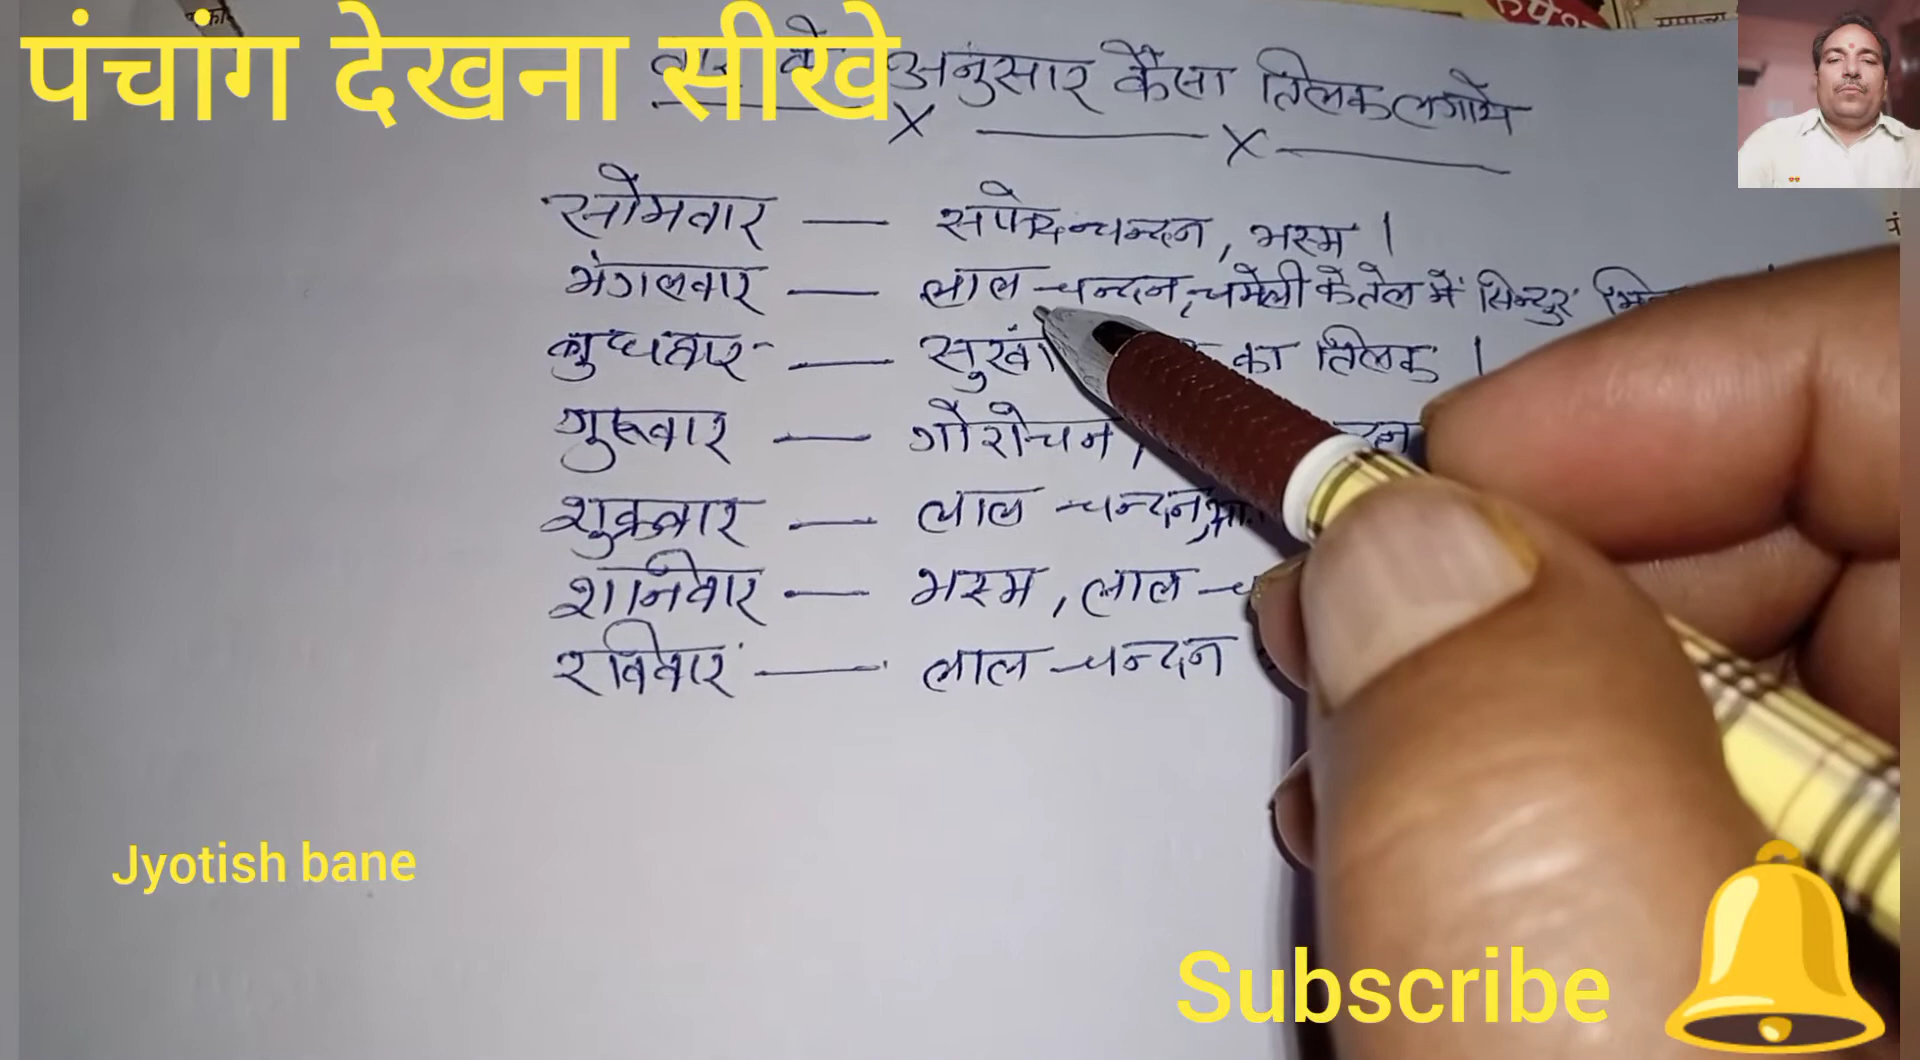 पंचांग देखना सीखे
अनुसार कैसा तिलक लगाये
सोमवार — सफेद चन्दन, भस्म ।
मंगलवार — लाल चन्दन, चमेली के तेल में सिन्दुर
बुधवार — सुखा का तिलक ।
गुरूवार — गौरोचन,
शुक्रवार — लाल चन्दन,
शनिवार — भस्म, लाल
रविवार — लाल चन्दन
Jyotish bane
Subscribe